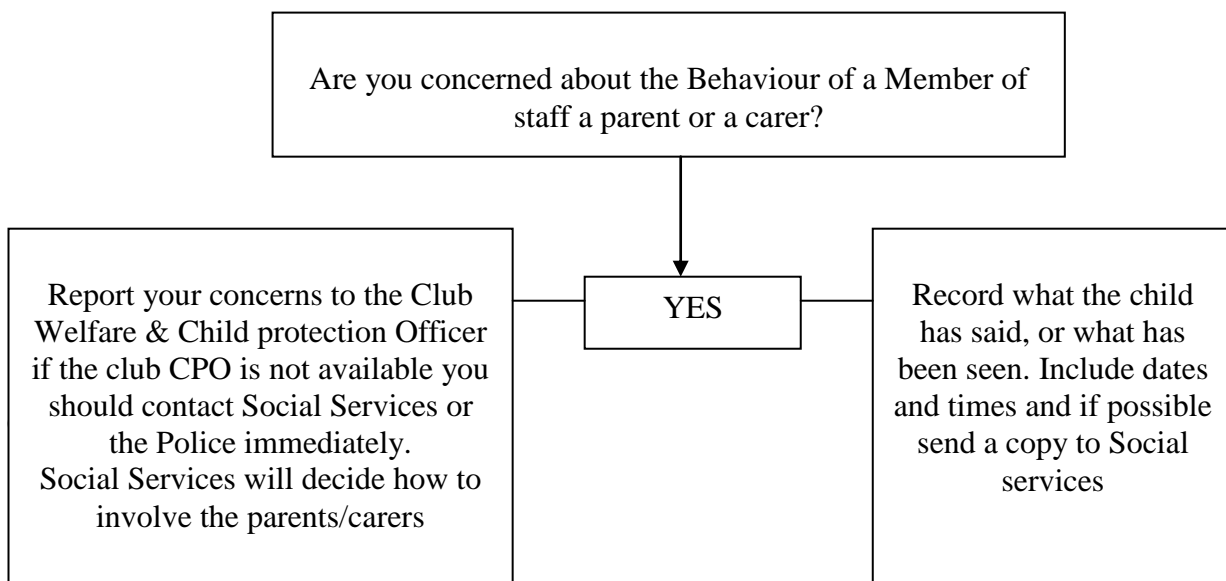 Are you concerned about the Behaviour of a Member of
staff a parent or a carer?
YES
Report your concerns to the Club
Welfare & Child protection Officer
if the club CPO is not available you
should contact Social Services or
the Police immediately.
Social Services will decide how to
involve the parents/carers
Record what the child
has said, or what has
been seen. Include dates
and times and if possible
send a copy to Social
services